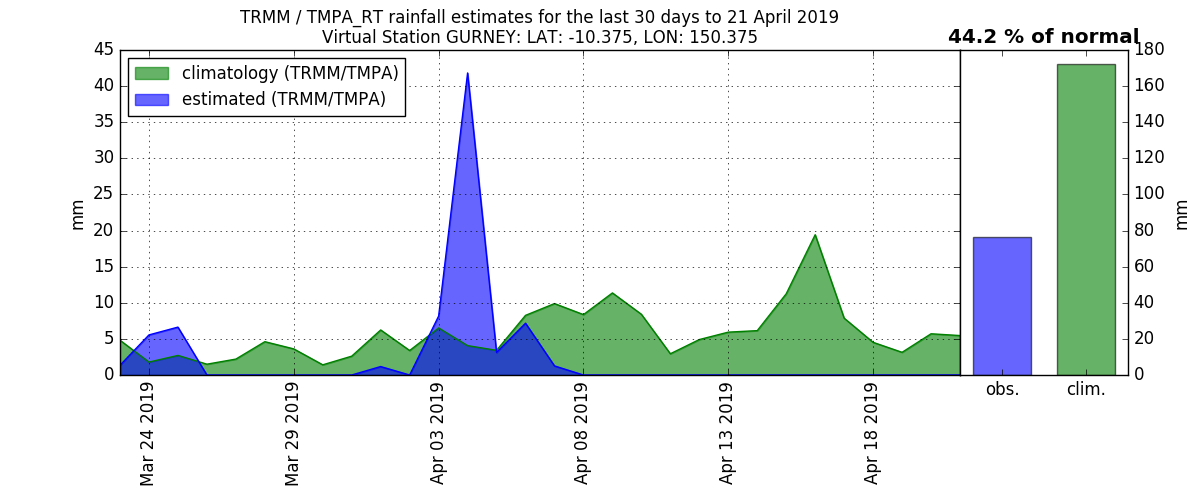 TRMM / TMPA_RT rainfall estimates for the last 30 days to 21 April 2019
Virtual Station GURNEY: LAT: -10.375, LON: 150.375
44.2 % of normal
climatology (TRMM/TMPA)
estimated (TRMM/TMPA)
45
40
35
30
25
20
15
10
5
0
mm
Mar 24 2019
Mar 29 2019
Apr 03 2019
Apr 08 2019
Apr 13 2019
Apr 18 2019
obs.
clim.
180
160
140
120
100
80
60
40
20
0
mm